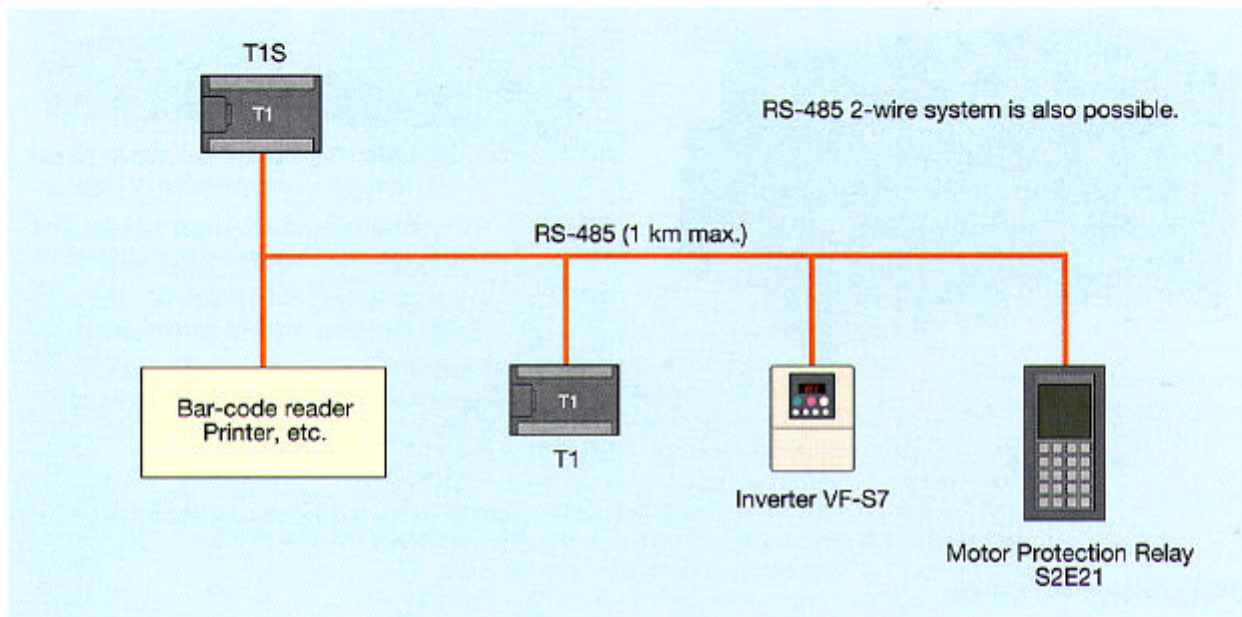 T1S
T1
RS-485 2-wire system is also possible.
RS-485 (1 km max.)
Bar-code reader
Printer, etc.
T1
T1
Inverter VF-S7
Motor Protection Relay
S2E21